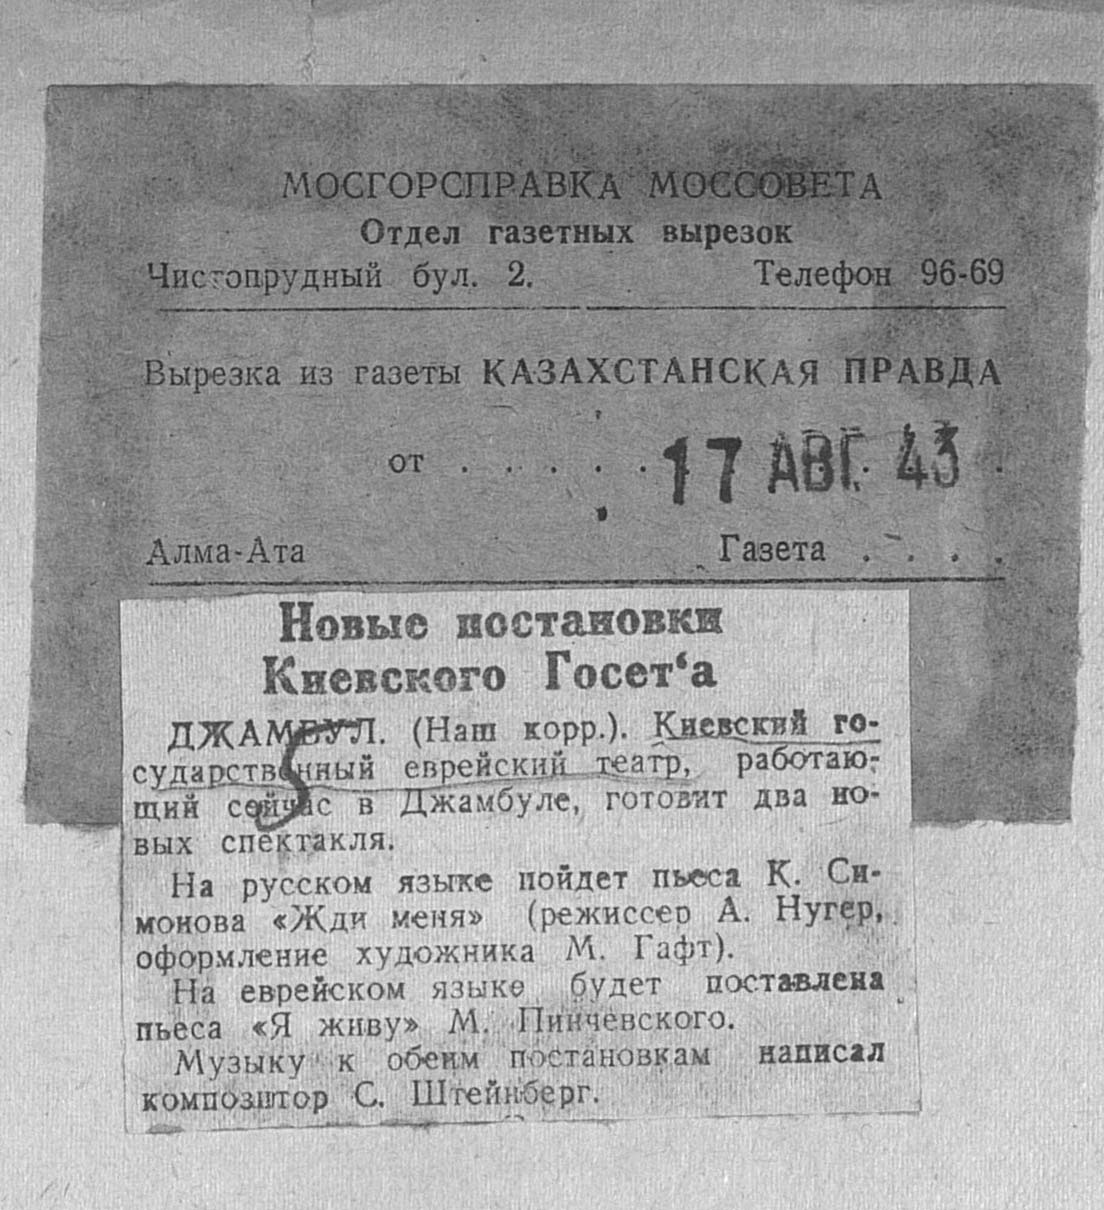 МОСГОРСПРАВКА МОССОВЕТА
Отдел газетных вырезок
Чистопрудный бул. 2. Телефон 96-69
Вырезка из газеты КАЗАХСТАНСКАЯ ПРАВДА
от . . . . . 17 АВГ. 43 .
Алма-Ата Газета . . . .
Новые постановки
Киевского Госет‘а
ДЖАМБУЛ. (Наш корр.). Киевский го-
сударственный еврейский театр, работаю-
щий сейчас в Джамбуле, готовит два но-
вых спектакля.
На русском языке пойдет пьеса К. Си-
монова «Жди меня» (режиссер А. Нугер,
оформление художника М. Гафт).
На еврейском языке будет поставлена
пьеса «Я живу» М. Пинчевского.
Музыку к обеим постановкам написал
композитор С. Штейнберг.